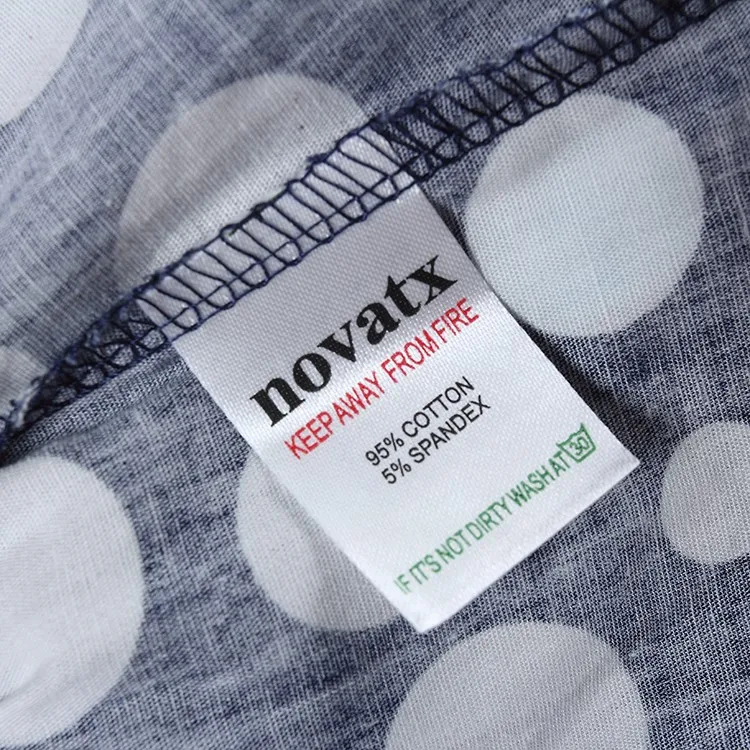 novatx
KEEP AWAY FROM FIRE
95% COTTON
5% SPANDEX
IF IT'S NOT DIRTY WASH AT 30